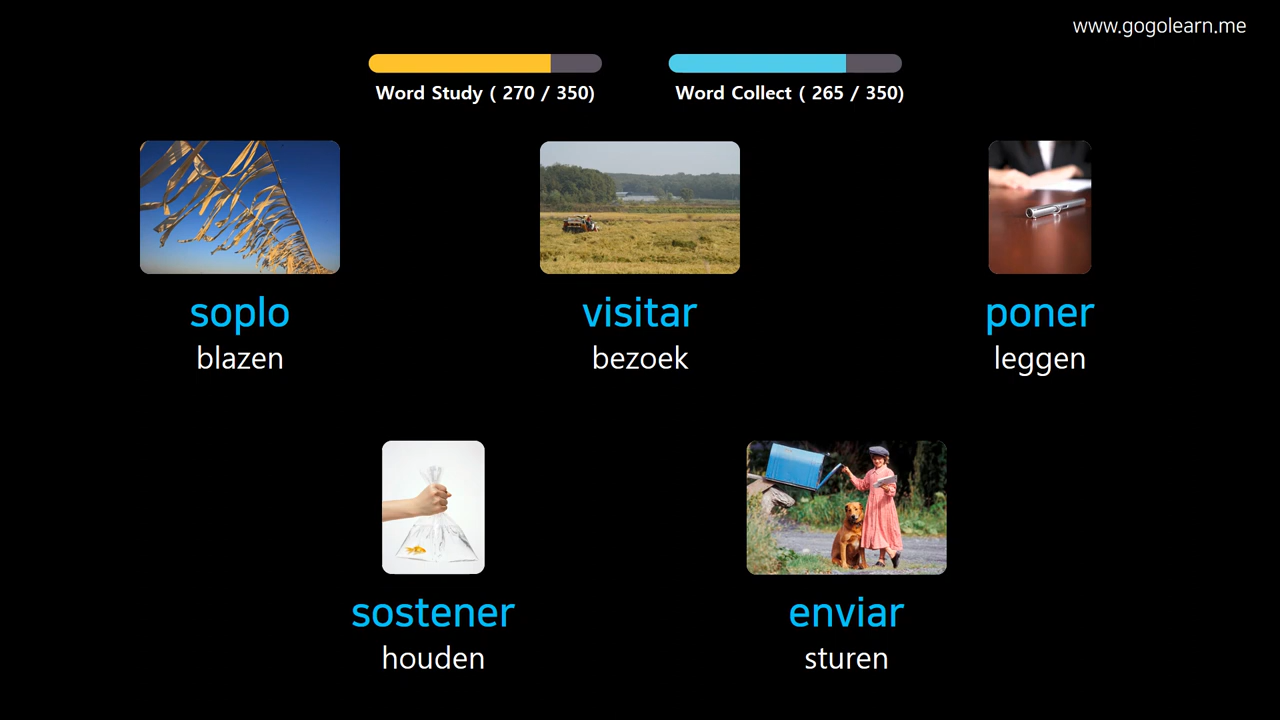 www.gogolearn.me
Word Study ( 270 / 350)
Word Collect ( 265 / 350)
soplo
blazen
visitar
bezoek
poner
leggen
sostener
houden
enviar
sturen